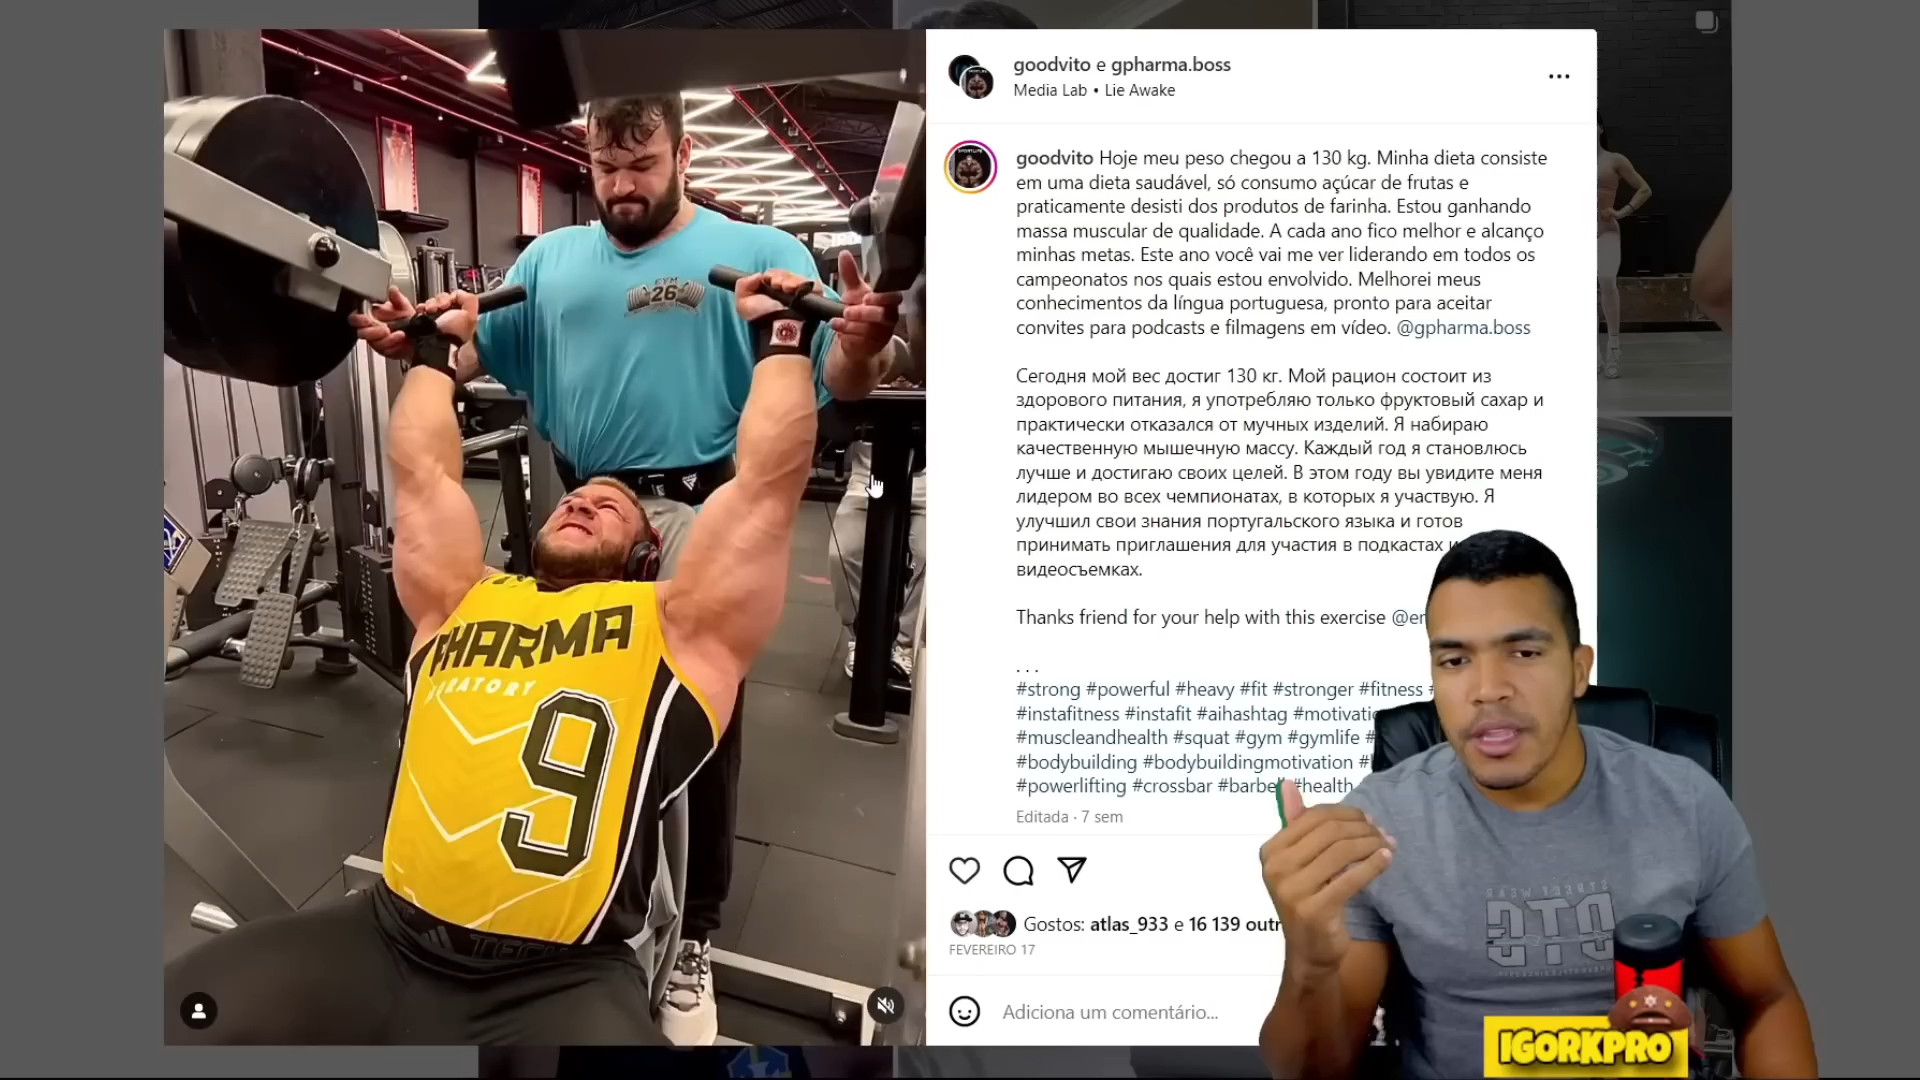 goodvito e gpharma.boss
Media Lab • Lie Awake
goodvito Hoje meu peso chegou a 130 kg. Minha dieta consiste
em uma dieta saudável, só consumo açúcar de frutas e
praticamente desisti dos produtos de farinha. Estou ganhando
massa muscular de qualidade. A cada ano fico melhor e alcanço
minhas metas. Este ano você vai me ver liderando em todos os
campeonatos nos quais estou envolvido. Melhorei meus
conhecimentos da língua portuguesa, pronto para aceitar
convites para podcasts e filmagens em vídeo. @gpharma.boss
Сегодня мой вес достиг 130 кг. Мой рацион состоит из
здорового питания, я употребляю только фруктовый сахар и
практически отказался от мучных изделий. Я набираю
качественную мышечную массу. Каждый год я становлюсь
лучше и достигаю своих целей. В этом году вы увидите меня
лидером во всех чемпионатах, в которых я участвую. Я
улучшил свои знания португальского языка и готов
принимать приглашения для участия в подкастах и
видеосъемках.
Thanks friend for your help with this exercise
. . .
#strong #powerful #heavy #fit #stronger #fitness
#instafitness #instafit #aihashtag
#muscleandhealth #squat #gym #gymlife
#bodybuilding #bodybuildingmotivation
#powerlifting #crossbar #health
Editada · 7 sem
Gostos: atlas_933 e 16 139
FEVEREIRO 17
Adiciona um comentário...
GYM
26
PHARMA
9
TECH
STREET WEAR
OTG
IGORKPRO